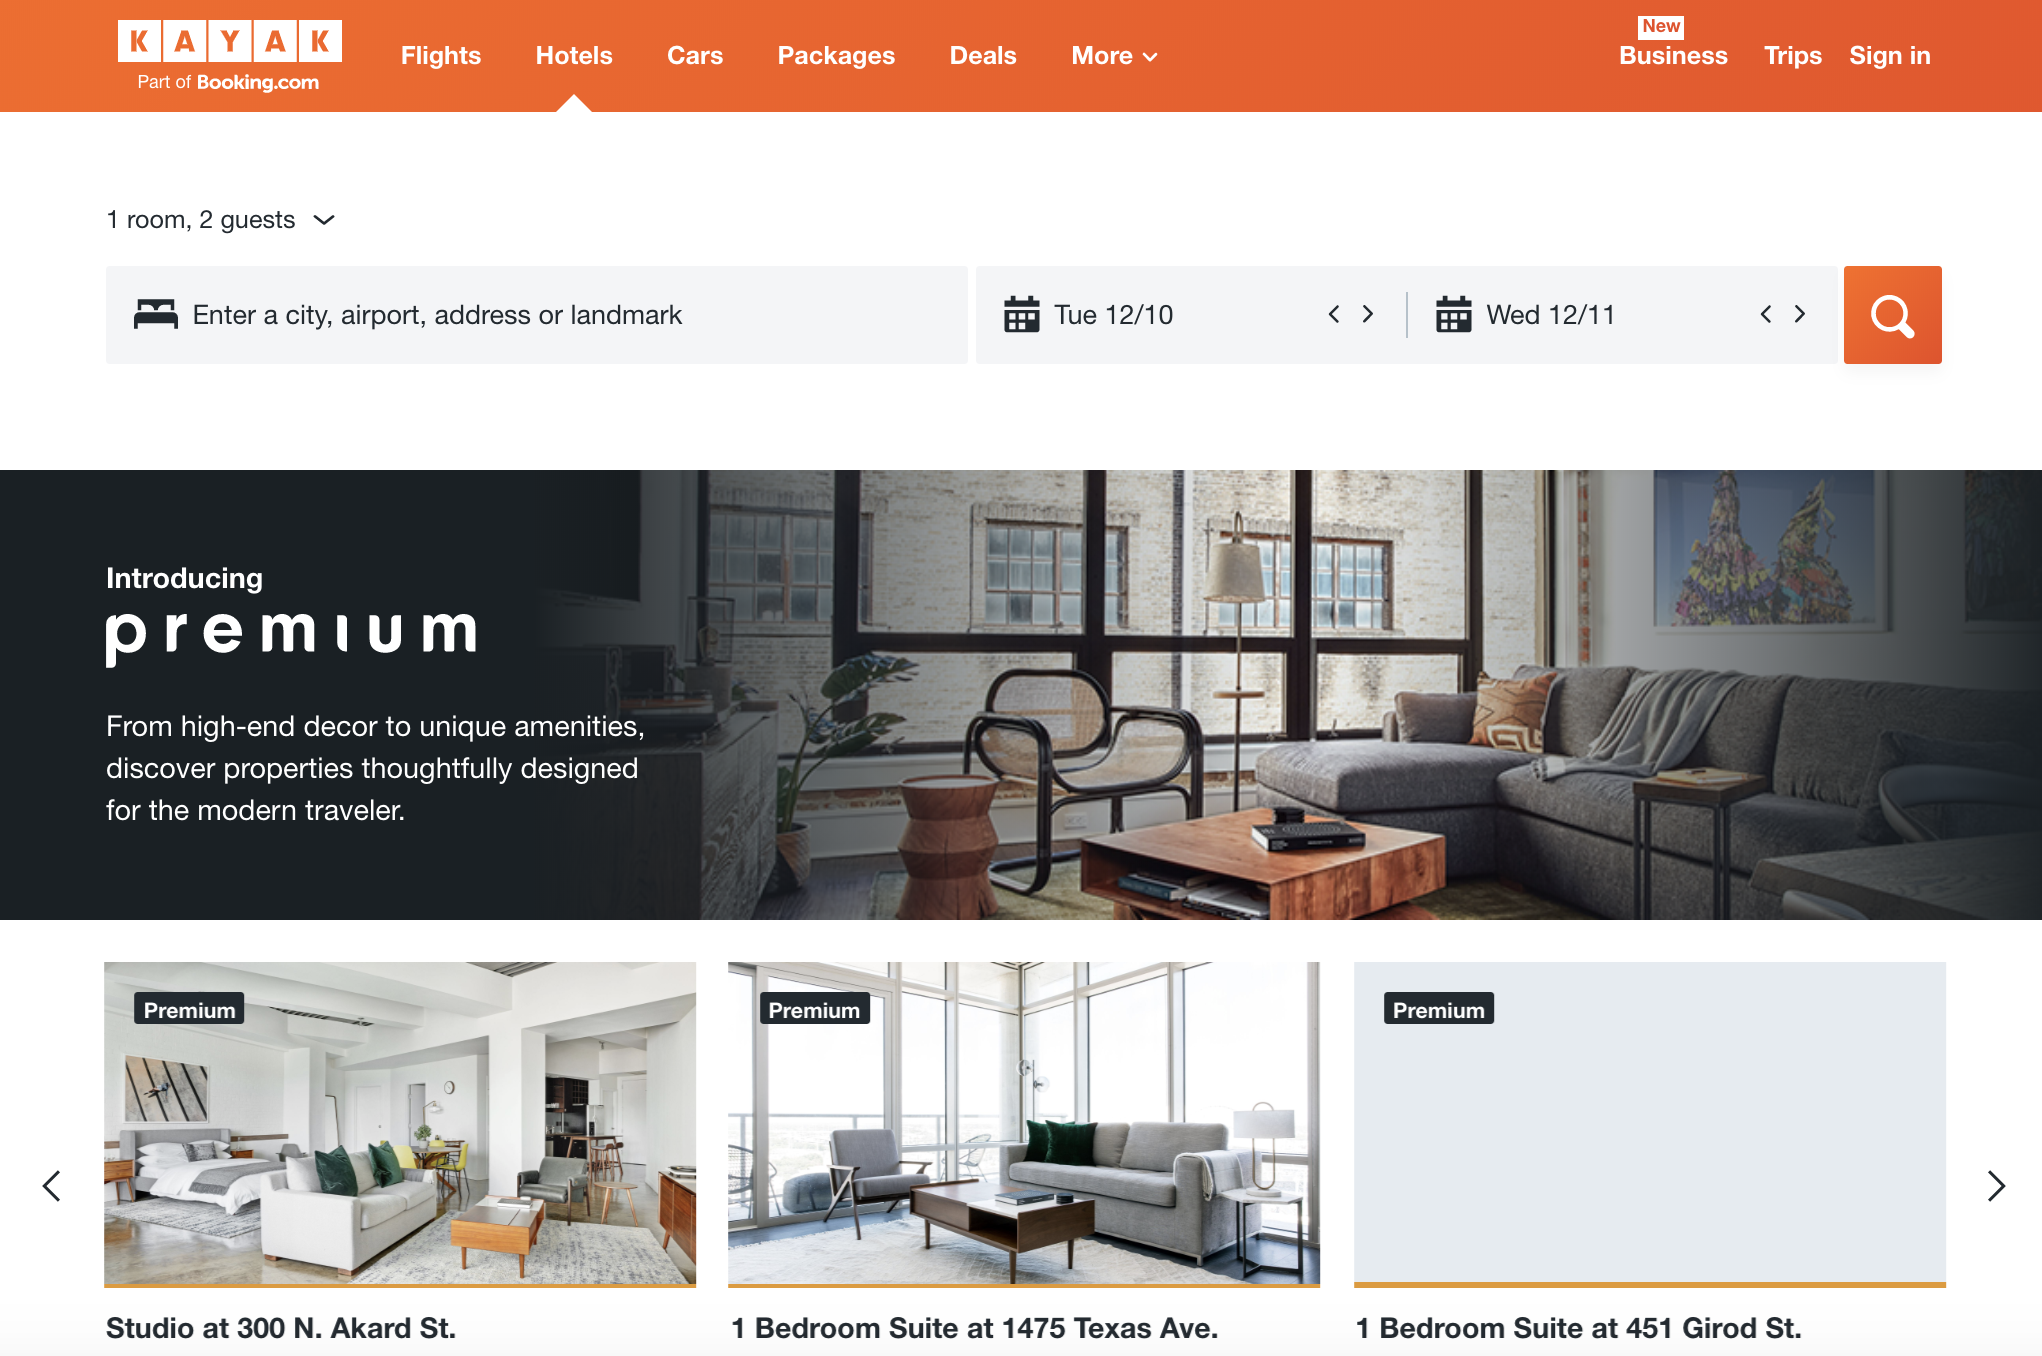 KAYAK
Part of Booking.com
Flights
Hotels
Cars
Packages
Deals
More
New
Business
Trips
Sign in
1 room, 2 guests
Enter a city, airport, address or landmark
Tue 12/10
Wed 12/11
Introducing
premium
From high-end decor to unique amenities,
discover properties thoughtfully designed
for the modern traveler.
Premium
Premium
Premium
Studio at 300 N. Akard St.
1 Bedroom Suite at 1475 Texas Ave.
1 Bedroom Suite at 451 Girod St.